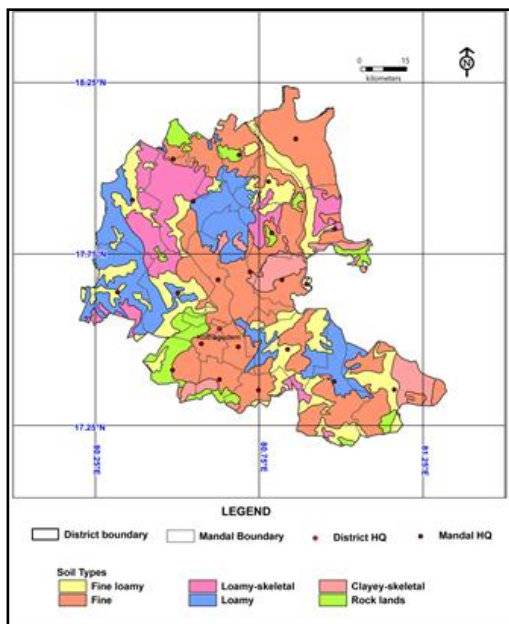 0 15
kilometers
N
18.25°N
17.75°N
Kothagudem
17.25°N
80.25°E
80.75°E
81.25°E
LEGEND
District boundary Mandal Boundary District HQ Mandal HQ
Soil Types
Fine loamy Loamy-skeletal Clayey-skeletal
Fine Loamy Rock lands